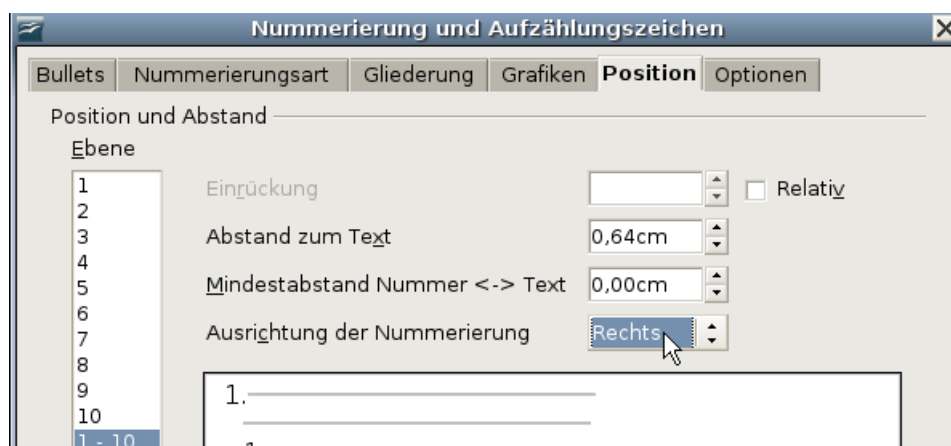 Nummerierung und Aufzählungszeichen
Bullets Nummerierungsart Gliederung Grafiken Position Optionen
Position und Abstand
Ebene
1
Einrückung Relativ
2
3
Abstand zum Text 0,64cm
4
5
Mindestabstand Nummer <-> Text 0,00cm
6
7
Ausrichtung der Nummerierung Rechts
8
9
1.
10
1 - 10